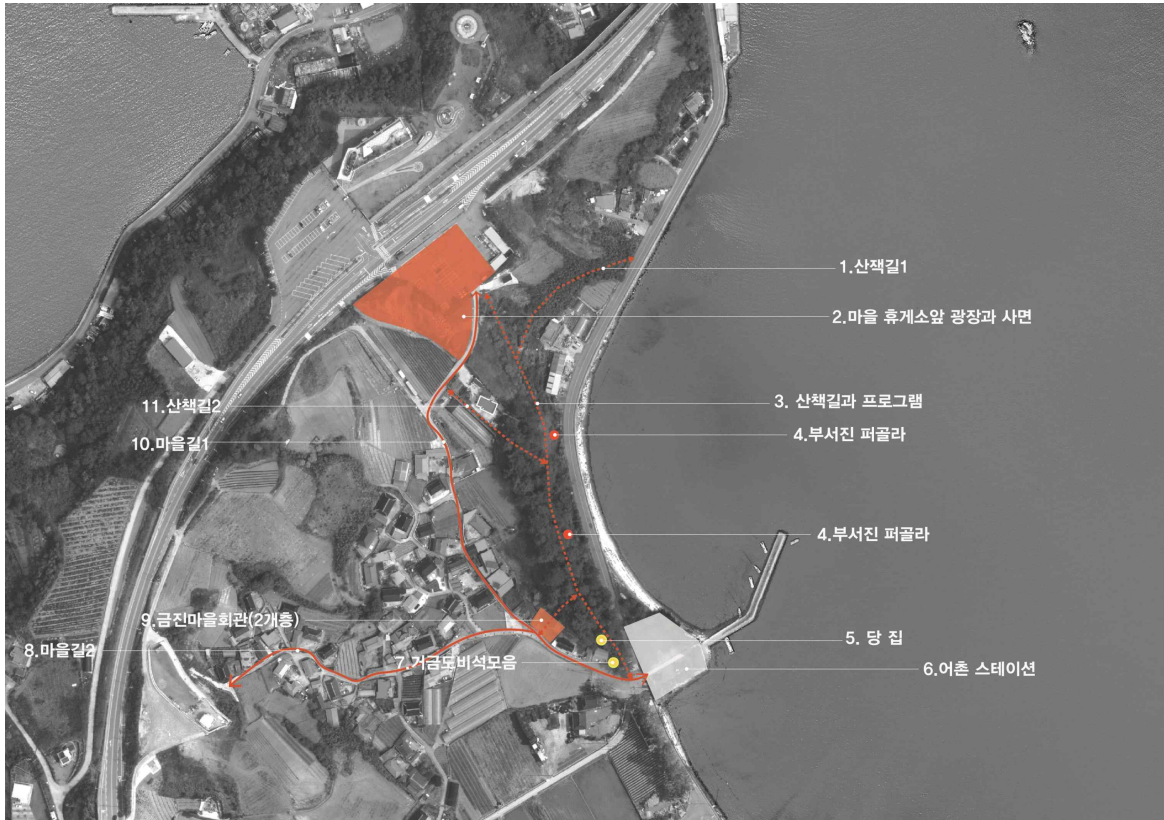 1.산잭길1
2.마을 휴게소앞 광장과 사면
11.산책길2
3. 산책길과 프로그램
4.부서진 퍼골라
10.마을길1
4.부서진 퍼골라
9.금진마을회관(2개층)
5. 당 집
8.마을길2
7.거금도비석모음
6.어촌 스테이션